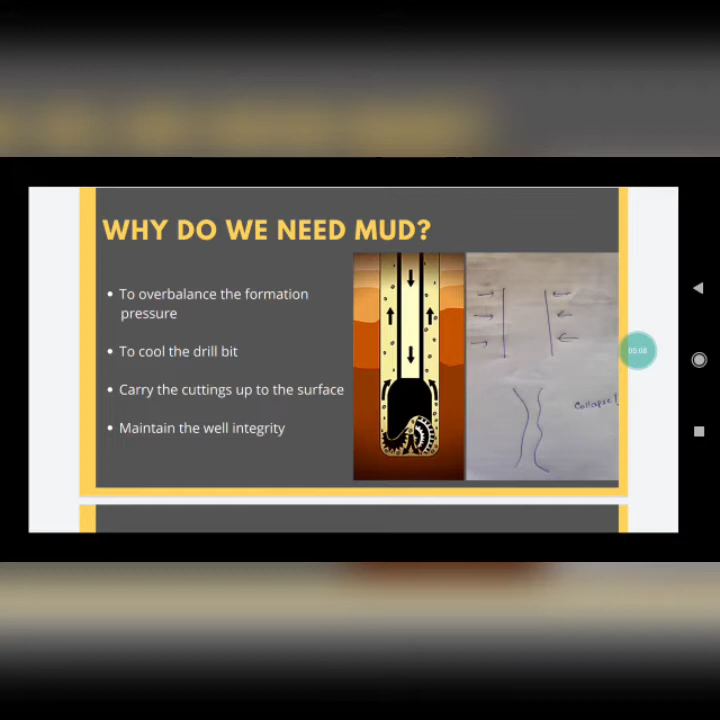 WHY DO WE NEED MUD?
To overbalance the formation
pressure
To cool the drill bit
Carry the cuttings up to the surface
Maintain the well integrity
Collapse!
05:08